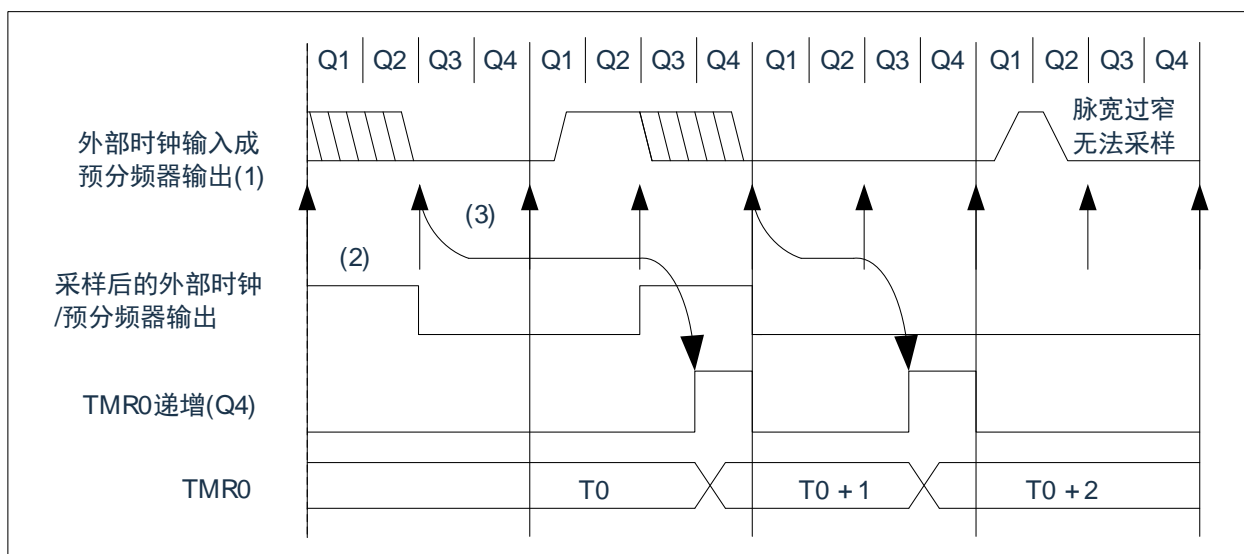 Q1 Q2 Q3 Q4 Q1 Q2 Q3 Q4 Q1 Q2 Q3 Q4 Q1 Q2 Q3 Q4
外部时钟输入成
预分频器输出(1)
脉宽过窄
无法采样
(3)
(2)
采样后的外部时钟
/预分频器输出
TMR0递增(Q4)
TMR0
T0
T0 + 1
T0 + 2